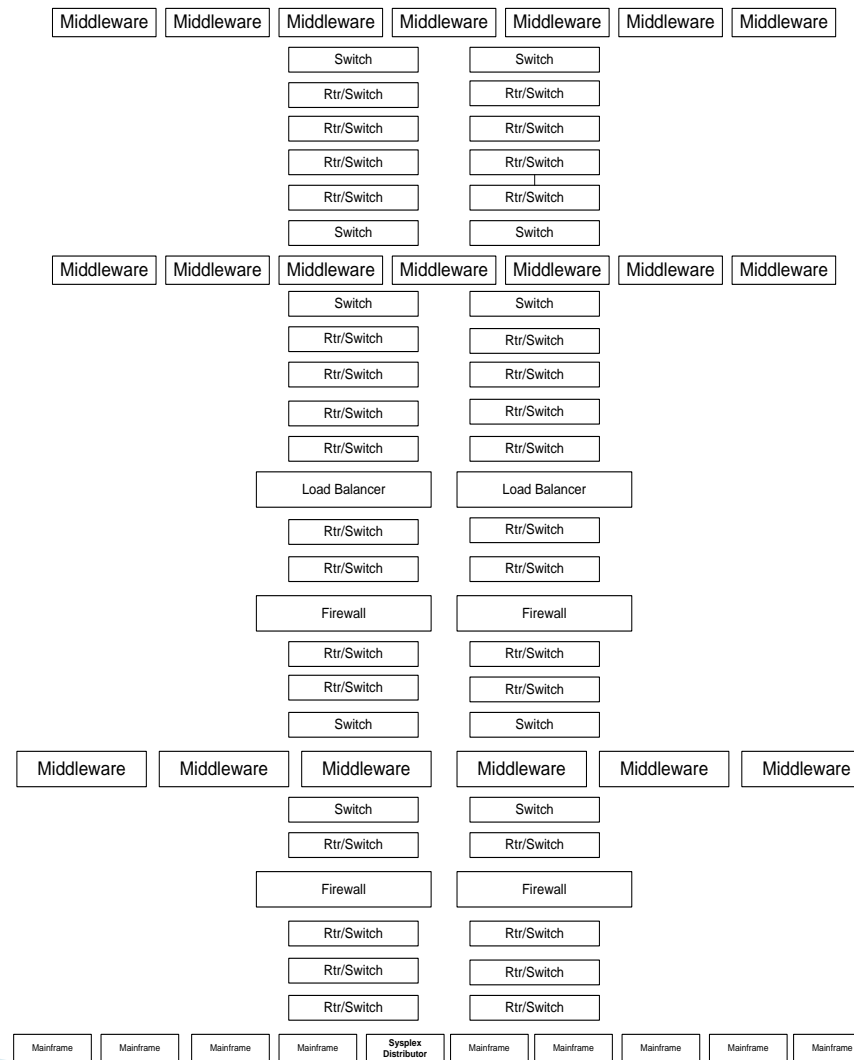 Middleware Middleware Middleware Middleware Middleware Middleware Middleware
Switch Switch
Rtr/Switch Rtr/Switch
Rtr/Switch Rtr/Switch
Rtr/Switch Rtr/Switch
Rtr/Switch Rtr/Switch
Switch Switch
Middleware Middleware Middleware Middleware Middleware Middleware Middleware
Switch Switch
Rtr/Switch Rtr/Switch
Rtr/Switch Rtr/Switch
Rtr/Switch Rtr/Switch
Rtr/Switch Rtr/Switch
Load Balancer Load Balancer
Rtr/Switch Rtr/Switch
Rtr/Switch Rtr/Switch
Firewall Firewall
Rtr/Switch Rtr/Switch
Rtr/Switch Rtr/Switch
Switch Switch
Middleware Middleware Middleware Middleware Middleware Middleware
Switch Switch
Rtr/Switch Rtr/Switch
Firewall Firewall
Rtr/Switch Rtr/Switch
Rtr/Switch Rtr/Switch
Rtr/Switch Rtr/Switch
Mainframe Mainframe Mainframe Mainframe Sysplex Distributor Mainframe Mainframe Mainframe Mainframe Mainframe